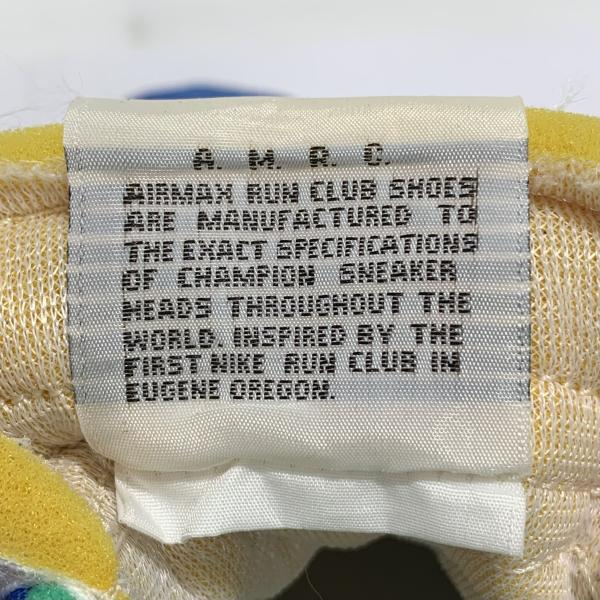 A. M. R. C.
AIRMAX RUN CLUB SHOES
ARE MANUFACTURED TO
THE EXACT SPECIFICATIONS
OF CHAMPION SNEAKER
HEADS THROUGHOUT THE
WORLD. INSPIRED BY THE
FIRST NIKE RUN CLUB IN
EUGENE OREGON.